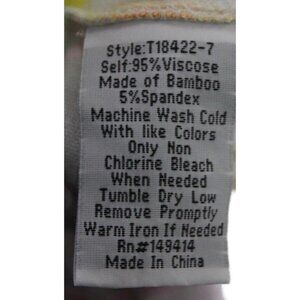 Style:T18422-7
Self:95%Viscose
Made of Bamboo
5%Spandex
Machine Wash Cold
With like Colors
Only Non
Chlorine Bleach
When Needed
Tumble Dry Low
Remove Promptly
Warm Iron If Needed
Rn#149414
Made In China